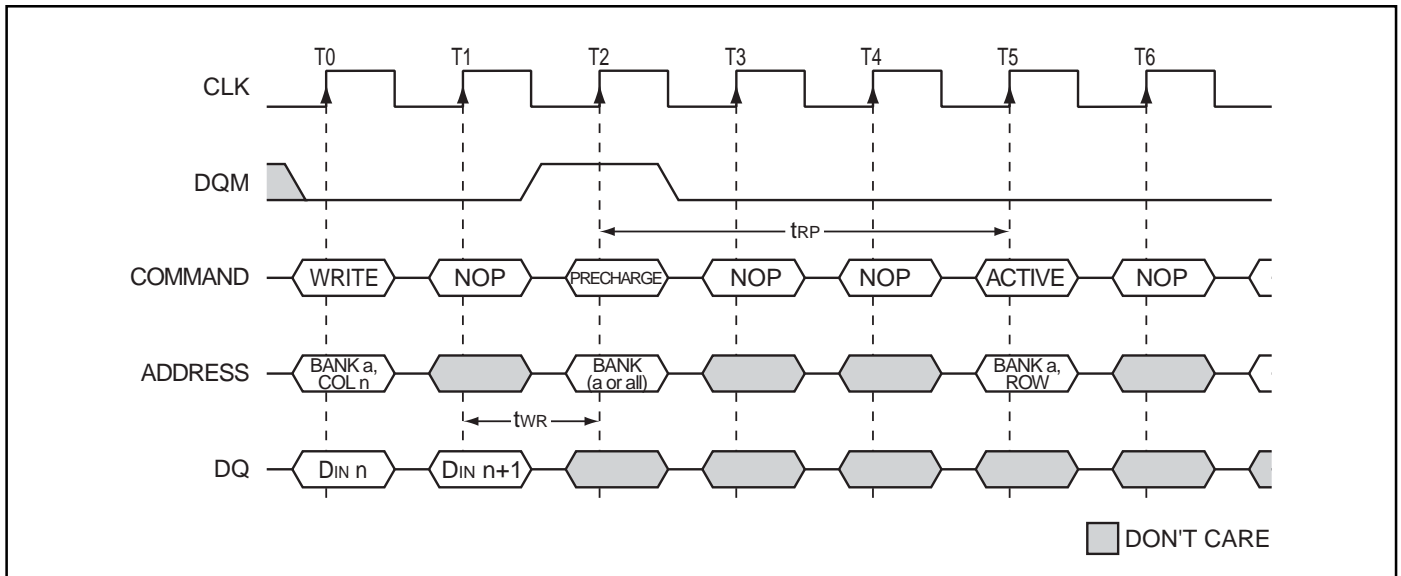 T0 T1 T2 T3 T4 T5 T6
CLK
DQM
tRP
COMMAND WRITE NOP PRECHARGE NOP NOP ACTIVE NOP
ADDRESS BANK a, COL n BANK (a or all) BANK a, ROW
tWR
DQ DIN n DIN n+1
DON'T CARE